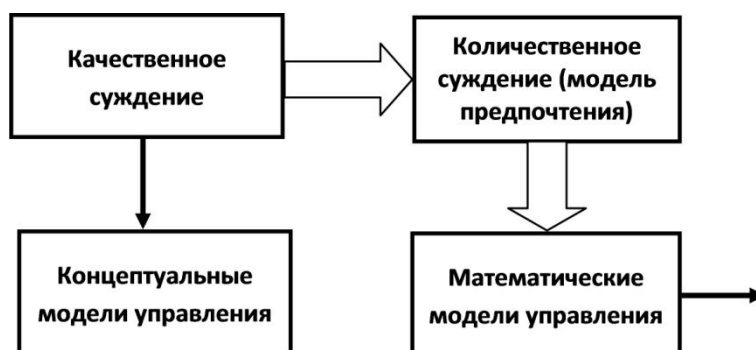 Качественное
суждение
Количественное
суждение (модель
предпочтения)
Концептуальные
модели управления
Математические
модели управления